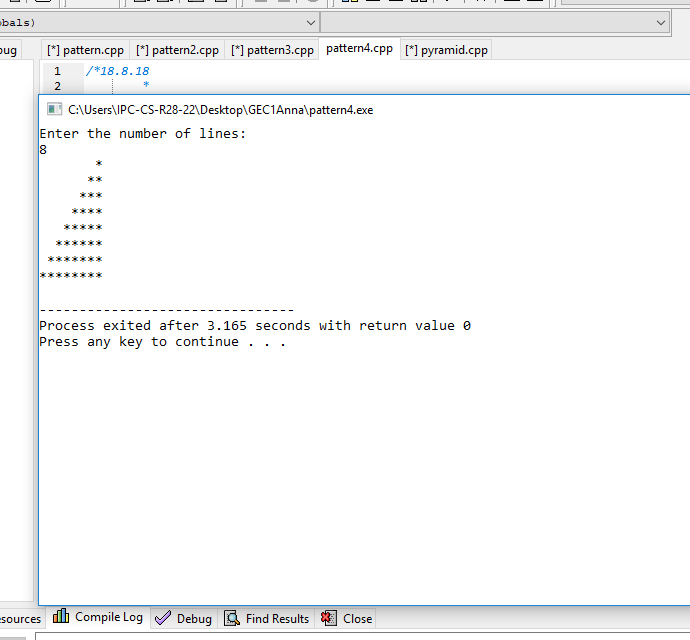 obals)
bug
[*] pattern.cpp [*] pattern2.cpp [*] pattern3.cpp pattern4.cpp [*] pyramid.cpp
1 /*18.8.18
2 *
C:\Users\IPC-CS-R28-22\Desktop\GEC1Anna\pattern4.exe
Enter the number of lines:
8
       *
      **
     ***
    ****
   *****
  ******
 *******
********
--------------------------------
Process exited after 3.165 seconds with return value 0
Press any key to continue . . .
esources Compile Log Debug Find Results Close